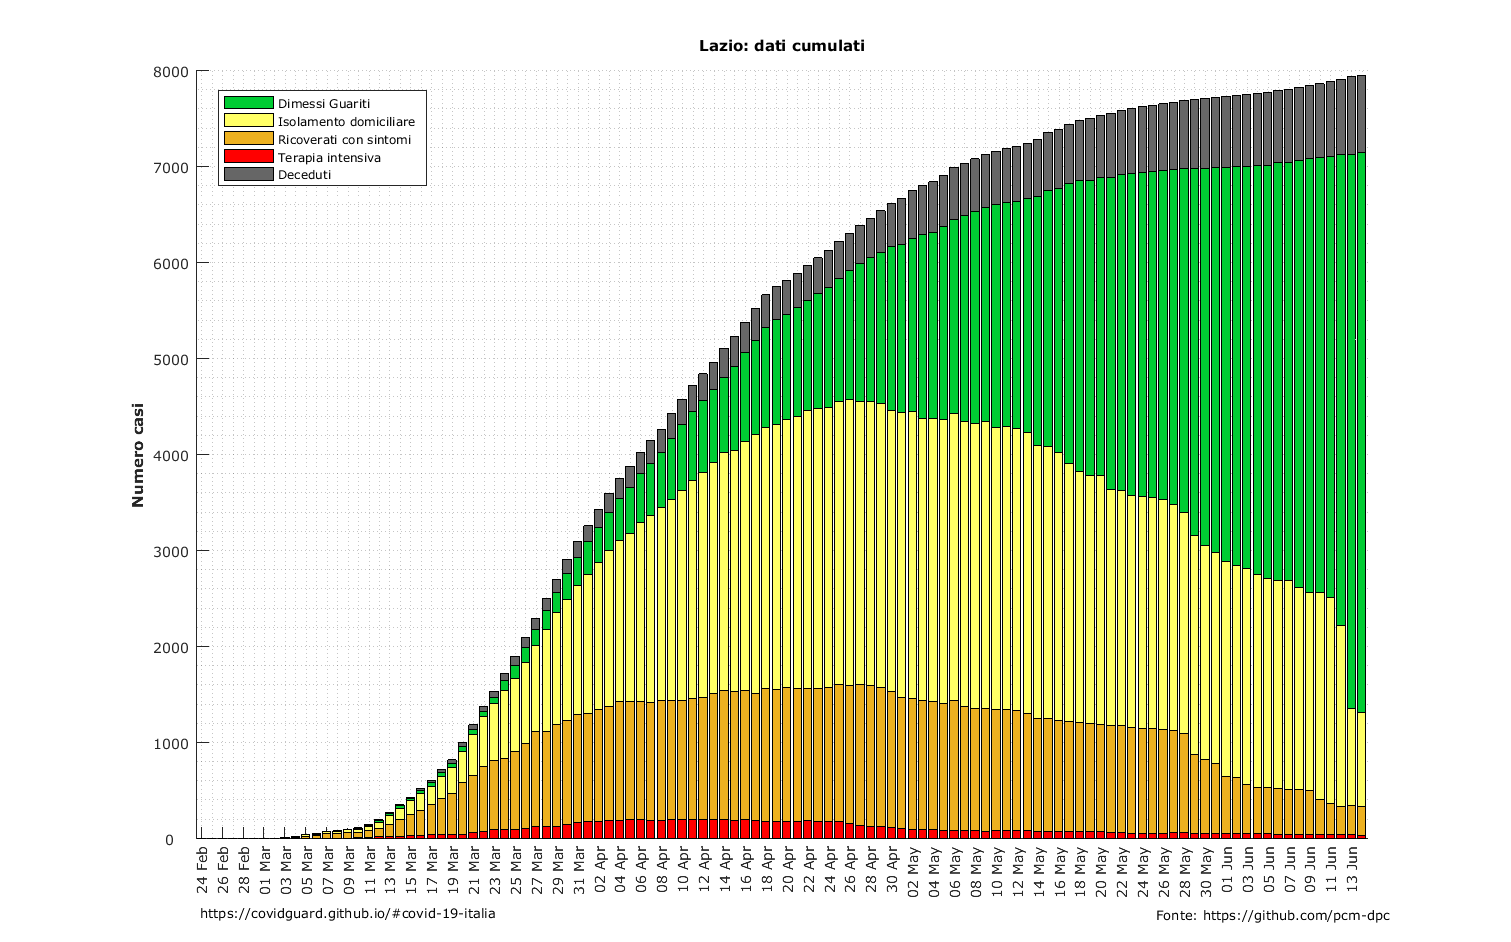 Lazio: dati cumulati
8000
7000
6000
5000
4000
3000
2000
1000
0
Numero casi
Dimessi Guariti
Isolamento domiciliare
Ricoverati con sintomi
Terapia intensiva
Deceduti
24 Feb
26 Feb
28 Feb
01 Mar
03 Mar
05 Mar
07 Mar
09 Mar
11 Mar
13 Mar
15 Mar
17 Mar
19 Mar
21 Mar
23 Mar
25 Mar
27 Mar
29 Mar
31 Mar
02 Apr
04 Apr
06 Apr
08 Apr
10 Apr
12 Apr
14 Apr
16 Apr
18 Apr
20 Apr
22 Apr
24 Apr
26 Apr
28 Apr
30 Apr
02 May
04 May
06 May
08 May
10 May
12 May
14 May
16 May
18 May
20 May
22 May
24 May
26 May
28 May
30 May
01 Jun
03 Jun
05 Jun
07 Jun
09 Jun
11 Jun
13 Jun
https://covidguard.github.io/#covid-19-italia
Fonte: https://github.com/pcm-dpc